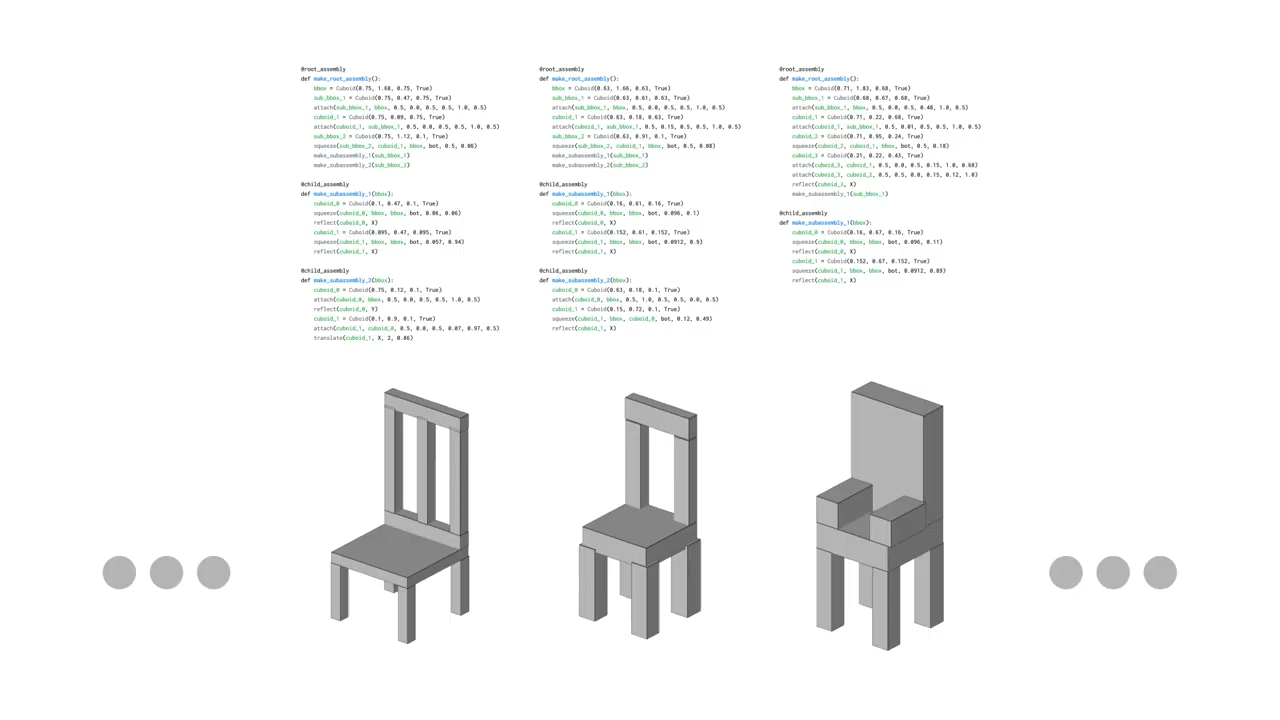 @root_assembly
def make_root_assembly():
bbox = Cuboid(0.75, 1.68, 0.75, True)
sub_bbox_1 = Cuboid(0.75, 0.47, 0.75, True)
attach(sub_bbox_1, bbox, 0.5, 0.0, 0.5, 0.5, 1.0, 0.5)
cuboid_1 = Cuboid(0.75, 0.09, 0.75, True)
attach(cuboid_1, sub_bbox_1, 0.5, 0.0, 0.5, 0.5, 1.0, 0.5)
sub_bbox_2 = Cuboid(0.75, 1.12, 0.1, True)
squeeze(sub_bbox_2, cuboid_1, bbox, bot, 0.5, 0.06)
make_subassembly_1(sub_bbox_1)
make_subassembly_2(sub_bbox_2)
@child_assembly
def make_subassembly_1(bbox):
cuboid_0 = Cuboid(0.1, 0.47, 0.1, True)
squeeze(cuboid_0, bbox, bbox, bot, 0.06, 0.06)
reflect(cuboid_0, X)
cuboid_1 = Cuboid(0.095, 0.47, 0.095, True)
squeeze(cuboid_1, bbox, bbox, bot, 0.057, 0.94)
reflect(cuboid_1, X)
@child_assembly
def make_subassembly_2(bbox):
cuboid_0 = Cuboid(0.75, 0.12, 0.1, True)
attach(cuboid_0, bbox, 0.5, 0.0, 0.5, 0.5, 1.0, 0.5)
reflect(cuboid_0, Y)
cuboid_1 = Cuboid(0.1, 0.9, 0.1, True)
attach(cuboid_1, cuboid_0, 0.5, 0.0, 0.5, 0.07, 0.97, 0.5)
translate(cuboid_1, X, 2, 0.86)
@root_assembly
def make_root_assembly():
bbox = Cuboid(0.63, 1.66, 0.63, True)
sub_bbox_1 = Cuboid(0.63, 0.61, 0.63, True)
attach(sub_bbox_1, bbox, 0.5, 0.0, 0.5, 0.5, 1.0, 0.5)
cuboid_1 = Cuboid(0.63, 0.18, 0.63, True)
attach(cuboid_1, sub_bbox_1, 0.5, 0.15, 0.5, 0.5, 1.0, 0.5)
sub_bbox_2 = Cuboid(0.63, 0.91, 0.1, True)
squeeze(sub_bbox_2, cuboid_1, bbox, bot, 0.5, 0.08)
make_subassembly_1(sub_bbox_1)
make_subassembly_2(sub_bbox_2)
@child_assembly
def make_subassembly_1(bbox):
cuboid_0 = Cuboid(0.16, 0.61, 0.16, True)
squeeze(cuboid_0, bbox, bbox, bot, 0.096, 0.1)
reflect(cuboid_0, X)
cuboid_1 = Cuboid(0.152, 0.61, 0.152, True)
squeeze(cuboid_1, bbox, bbox, bot, 0.0912, 0.9)
reflect(cuboid_1, X)
@child_assembly
def make_subassembly_2(bbox):
cuboid_0 = Cuboid(0.63, 0.18, 0.1, True)
attach(cuboid_0, bbox, 0.5, 1.0, 0.5, 0.5, 0.0, 0.5)
cuboid_1 = Cuboid(0.15, 0.72, 0.1, True)
squeeze(cuboid_1, bbox, cuboid_0, bot, 0.12, 0.49)
reflect(cuboid_1, X)
@root_assembly
def make_root_assembly():
bbox = Cuboid(0.71, 1.83, 0.68, True)
sub_bbox_1 = Cuboid(0.68, 0.67, 0.68, True)
attach(sub_bbox_1, bbox, 0.5, 0.0, 0.5, 0.48, 1.0, 0.5)
cuboid_1 = Cuboid(0.71, 0.22, 0.68, True)
attach(cuboid_1, sub_bbox_1, 0.5, 0.01, 0.5, 0.5, 1.0, 0.5)
cuboid_2 = Cuboid(0.71, 0.95, 0.24, True)
squeeze(cuboid_2, cuboid_1, bbox, bot, 0.5, 0.18)
cuboid_3 = Cuboid(0.21, 0.22, 0.43, True)
attach(cuboid_3, cuboid_1, 0.5, 0.0, 0.5, 0.15, 1.0, 0.68)
attach(cuboid_3, cuboid_2, 0.5, 0.5, 0.0, 0.15, 0.12, 1.0)
reflect(cuboid_3, X)
make_subassembly_1(sub_bbox_1)
@child_assembly
def make_subassembly_1(bbox):
cuboid_0 = Cuboid(0.16, 0.67, 0.16, True)
squeeze(cuboid_0, bbox, bbox, bot, 0.096, 0.11)
reflect(cuboid_0, X)
cuboid_1 = Cuboid(0.152, 0.67, 0.152, True)
squeeze(cuboid_1, bbox, bbox, bot, 0.0912, 0.89)
reflect(cuboid_1, X)